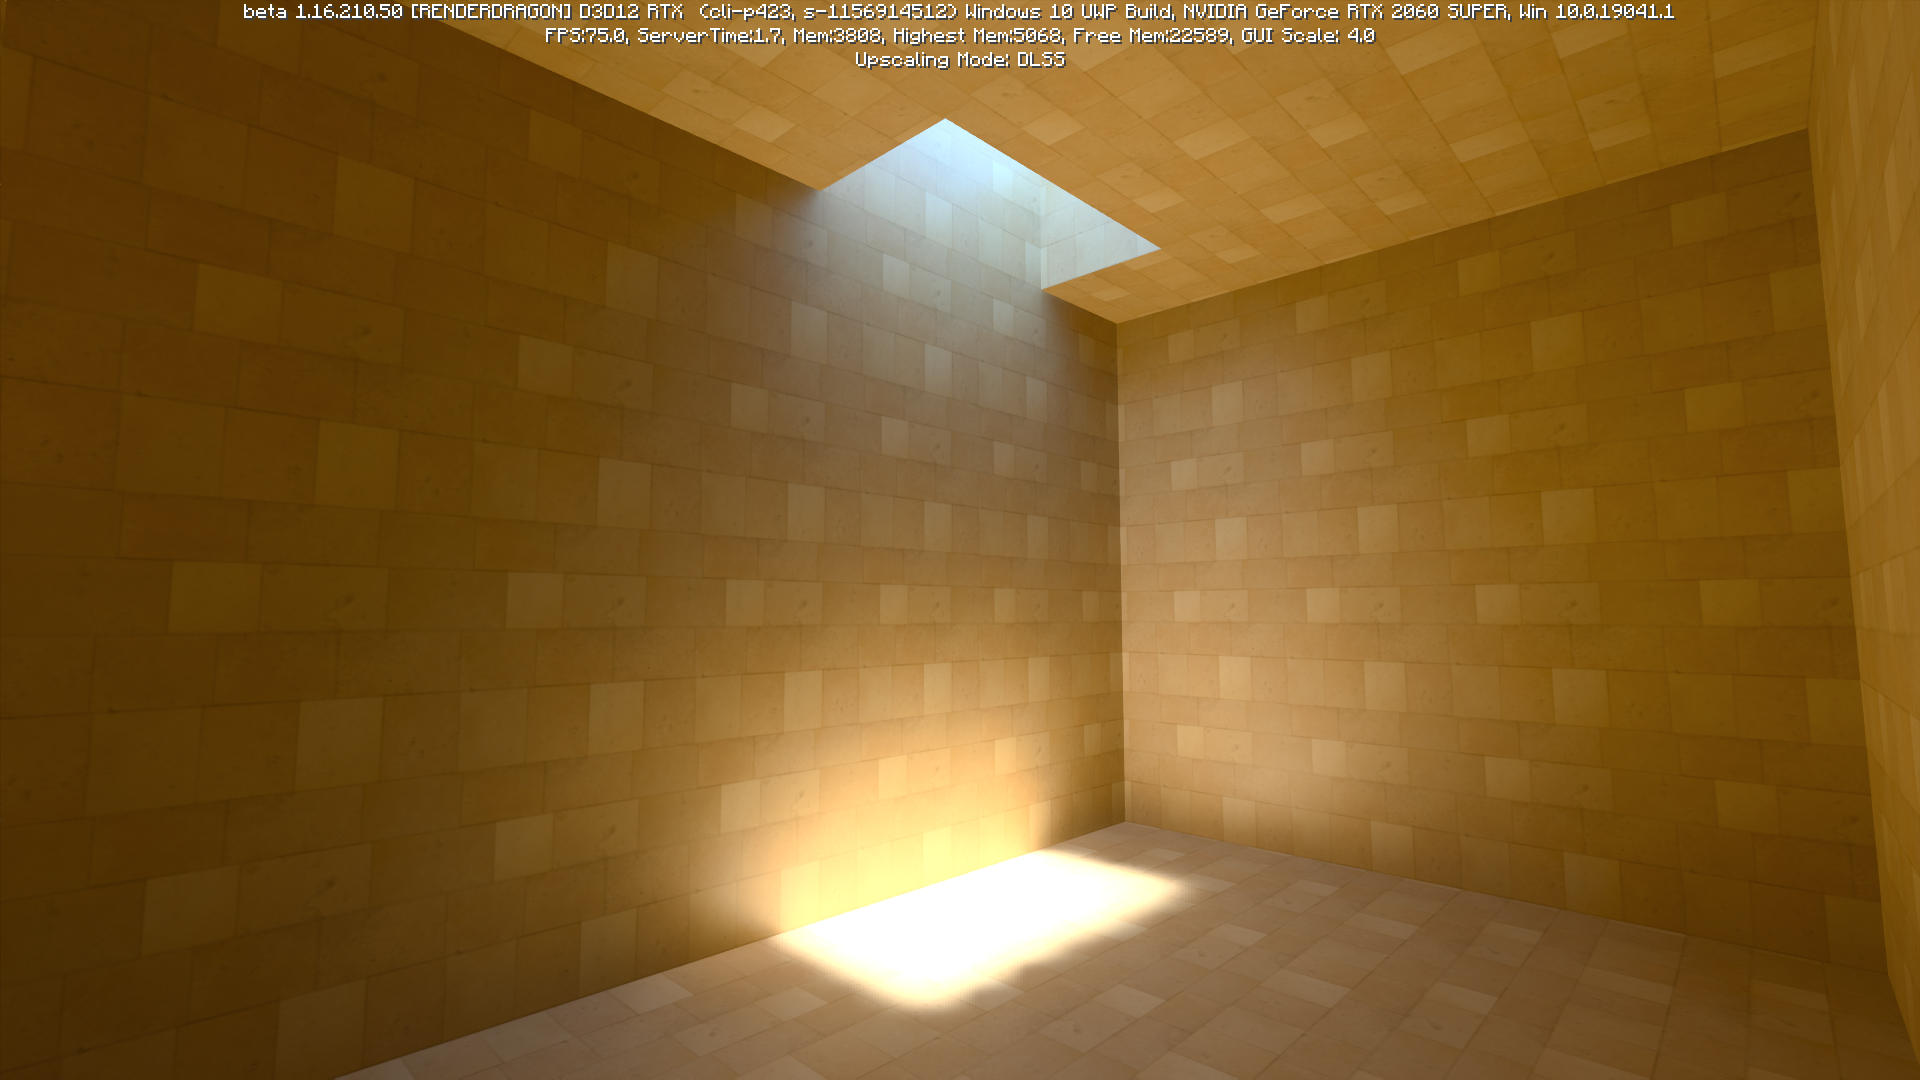 beta 1.16.210.50 [RENDERDRAGON] D3D12 RTX  (cli-p423, s-1156914512) Windows 10 UWP Build, NVIDIA GeForce RTX 2060 SUPER, Win 10.0.19041.1
FPS:75.0, ServerTime:1.7, Mem:3808, Highest Mem:5068, Free Mem:22589, GUI Scale: 4.0
Upscaling Mode: DLSS